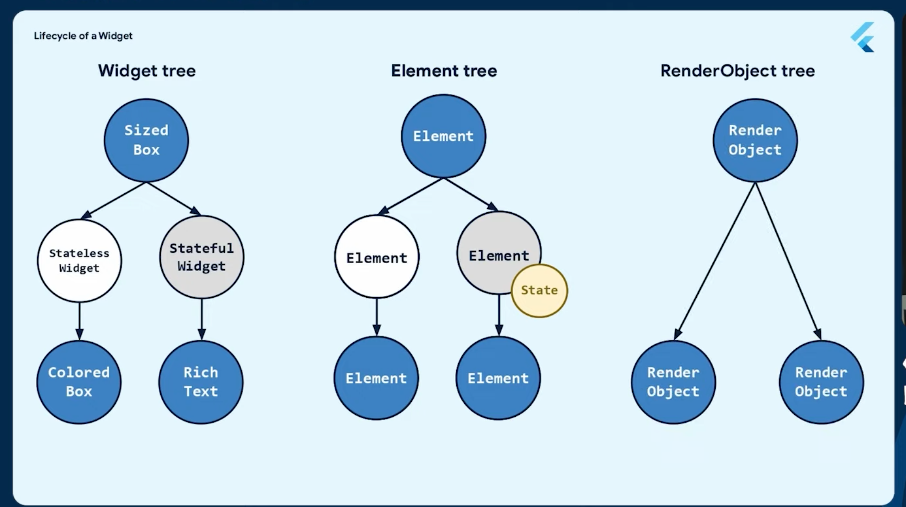 Lifecycle of a Widget
Widget tree
Sized
Box
Stateless
Widget
Stateful
Widget
Colored
Box
Rich
Text
Element tree
Element
Element
Element
State
Element
Element
RenderObject tree
Render
Object
Render
Object
Render
Object